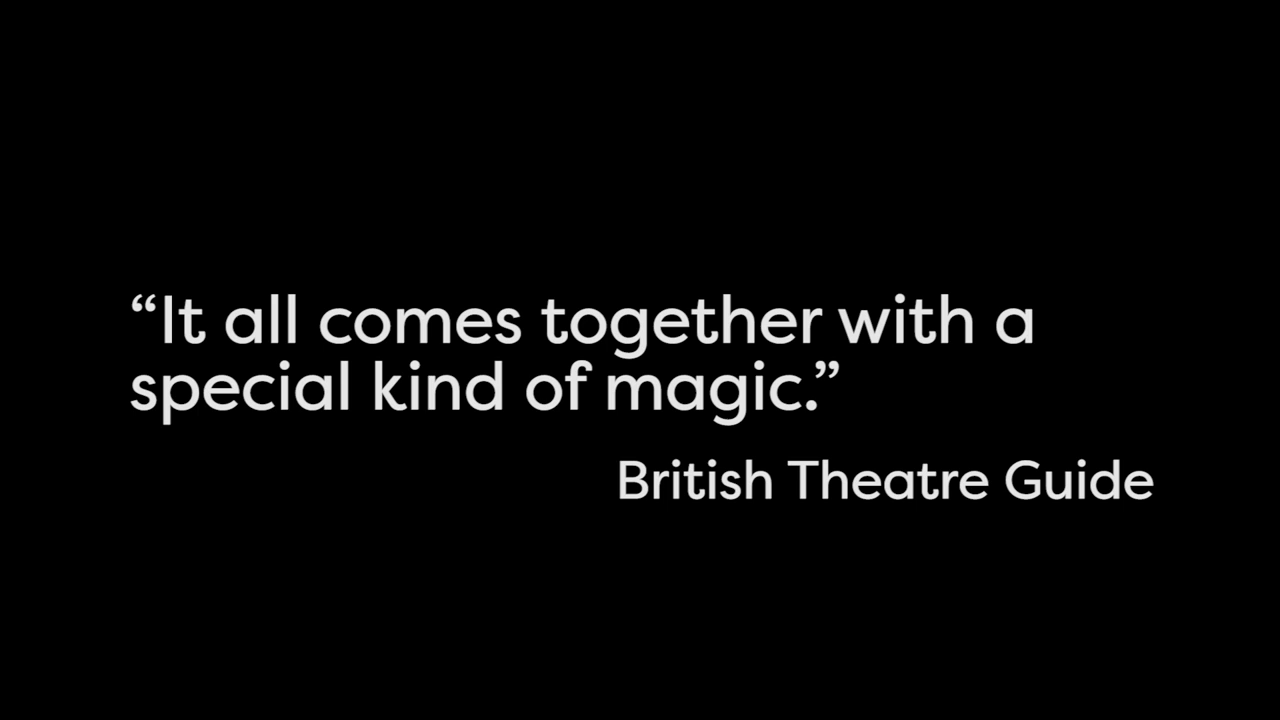 “It all comes together with a
special kind of magic.”
British Theatre Guide